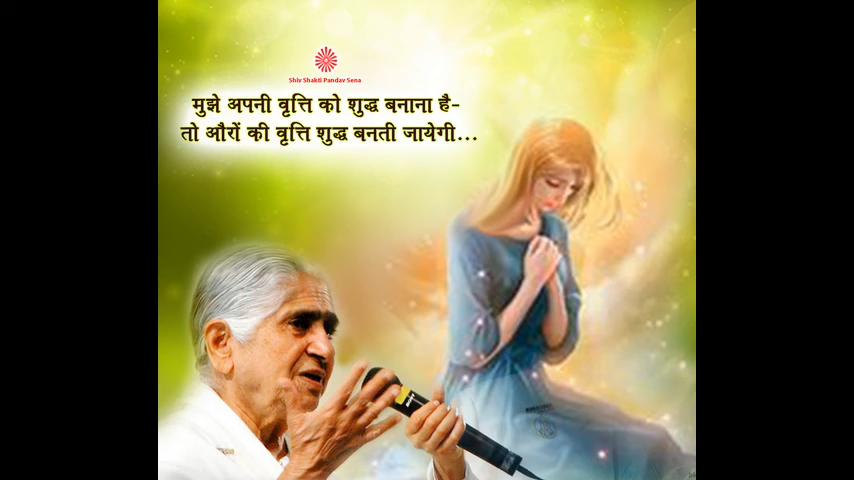 Shiv Shakti Pandav Sena
मुझे अपनी वृत्ति को शुद्ध बनाना है-
तो औरों की वृत्ति शुद्ध बनती जायेगी...